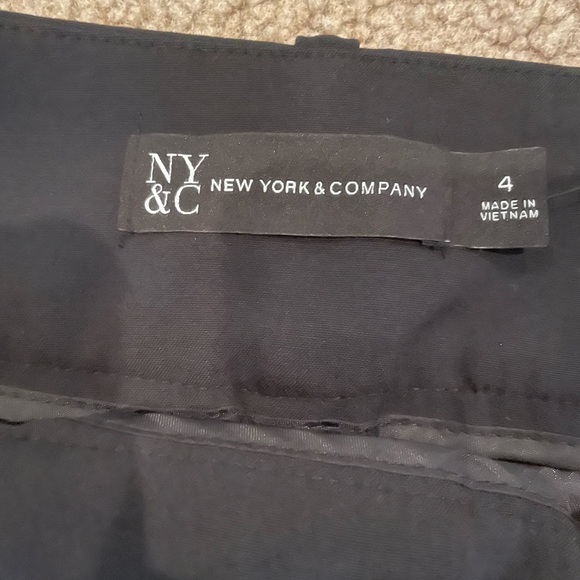 NY
&C
NEW YORK & COMPANY
4
MADE IN
VIETNAM